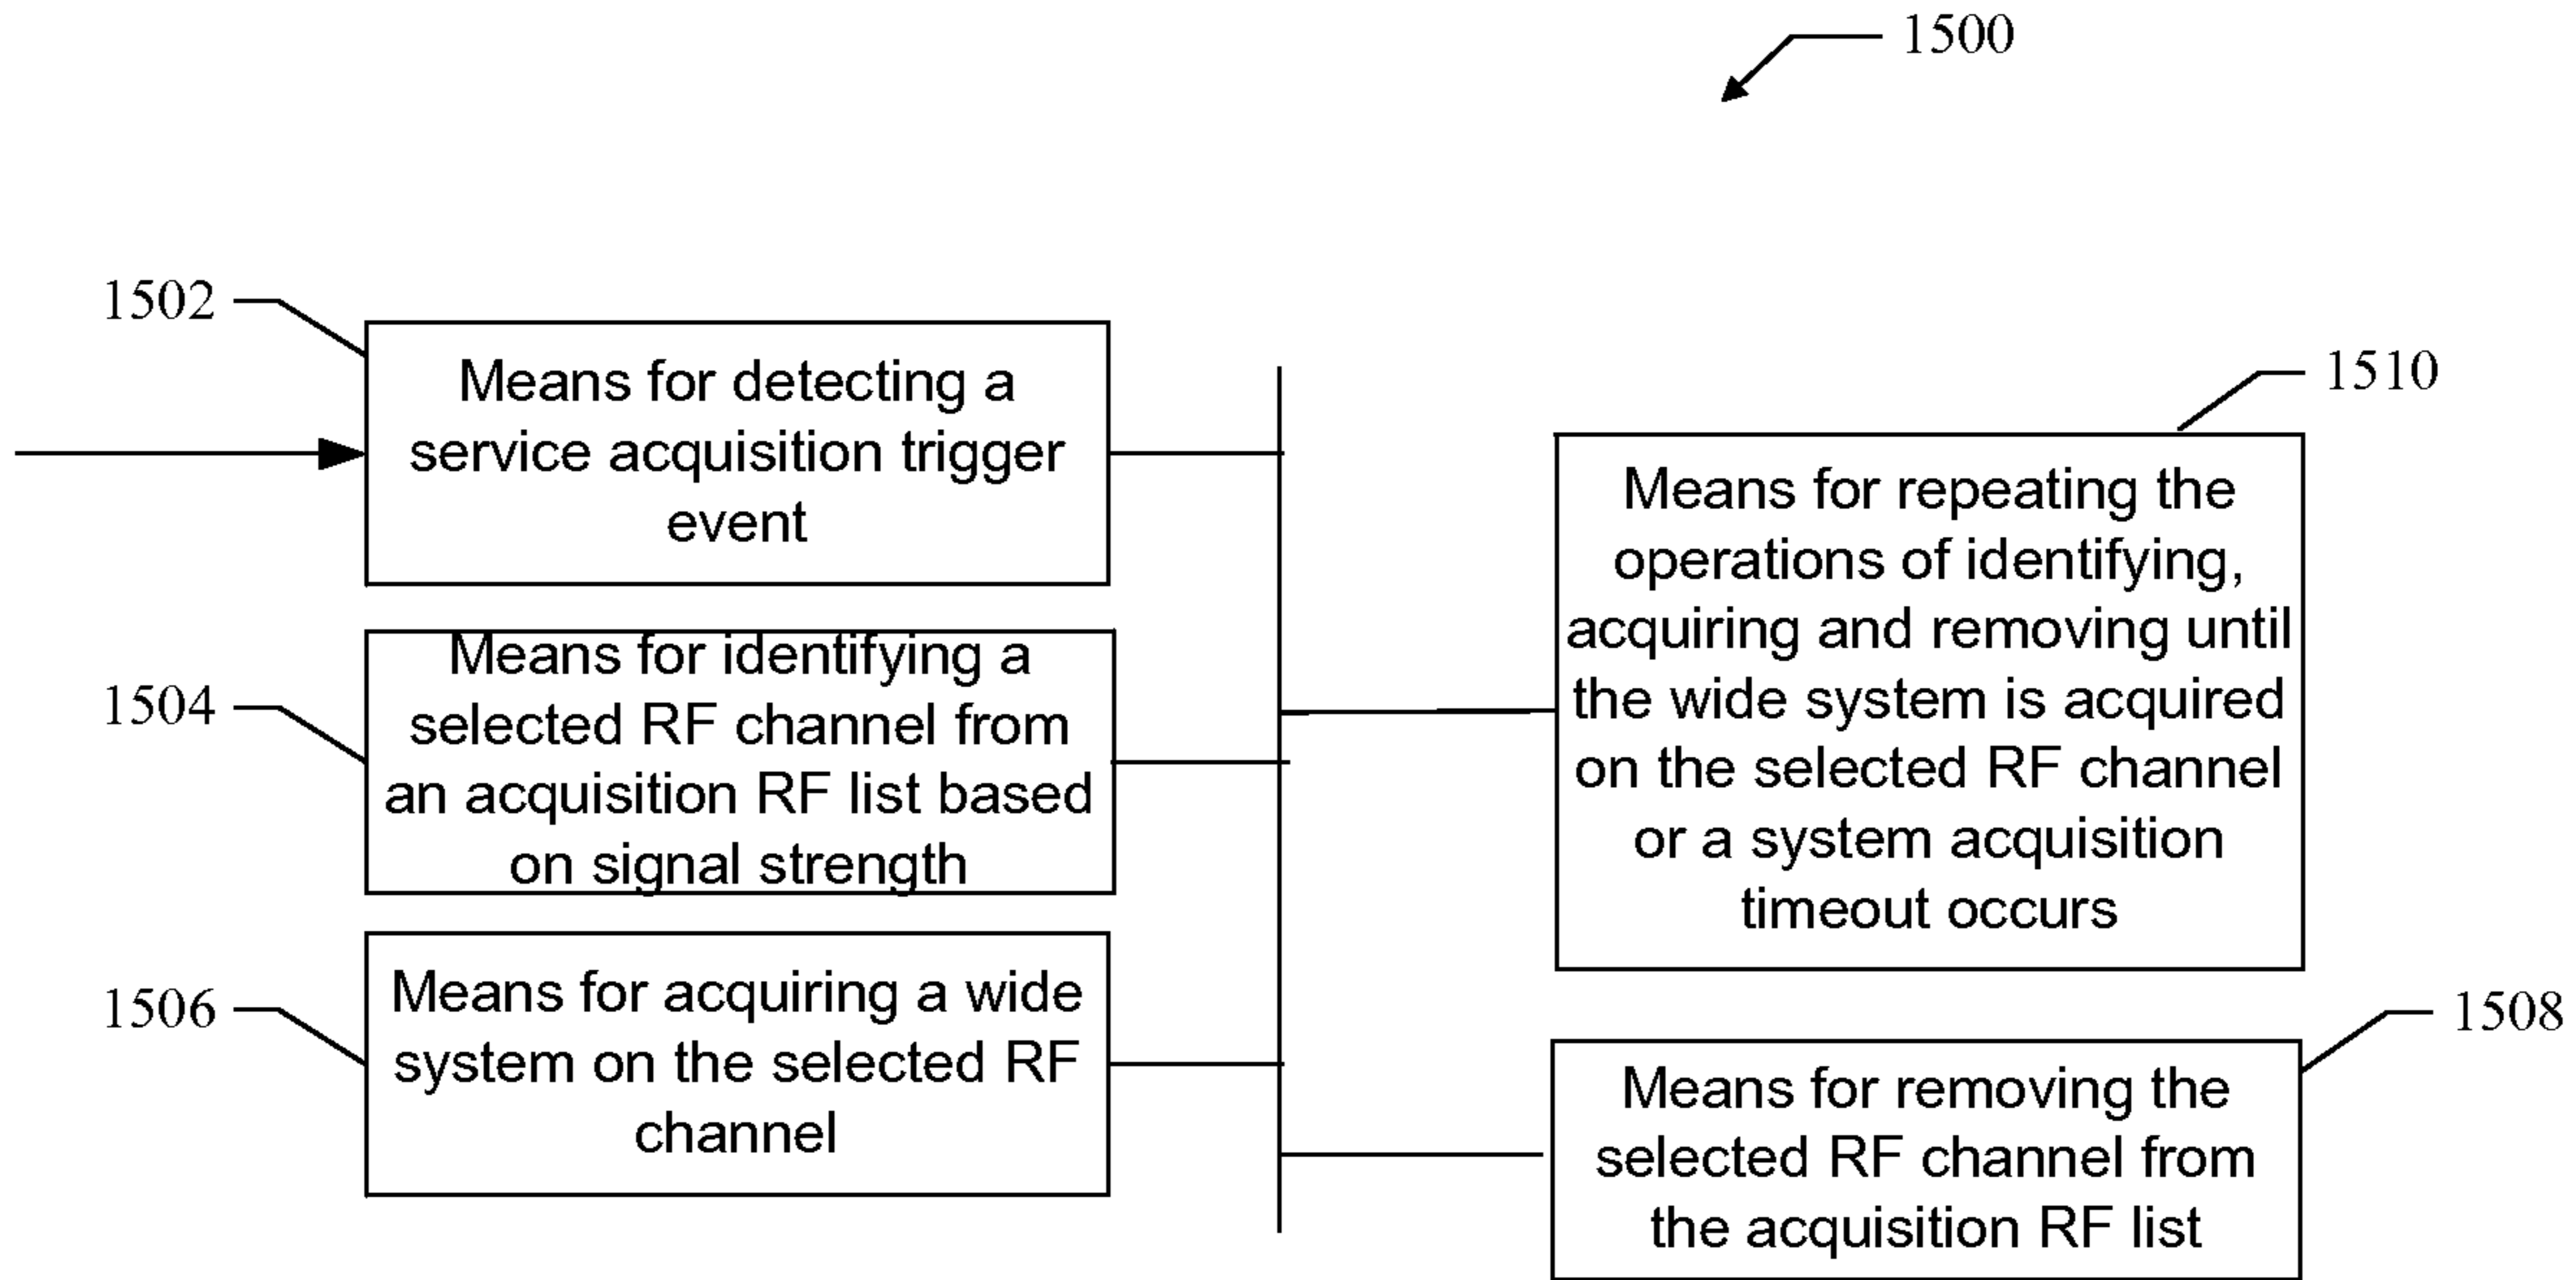 1500
1502
Means for detecting a
service acquisition trigger
event
1504
Means for identifying a
selected RF channel from
an acquisition RF list based
on signal strength
1506
Means for acquiring a wide
system on the selected RF
channel
1510
Means for repeating the
operations of identifying,
acquiring and removing until
the wide system is acquired
on the selected RF channel
or a system acquisition
timeout occurs
1508
Means for removing the
selected RF channel from
the acquisition RF list